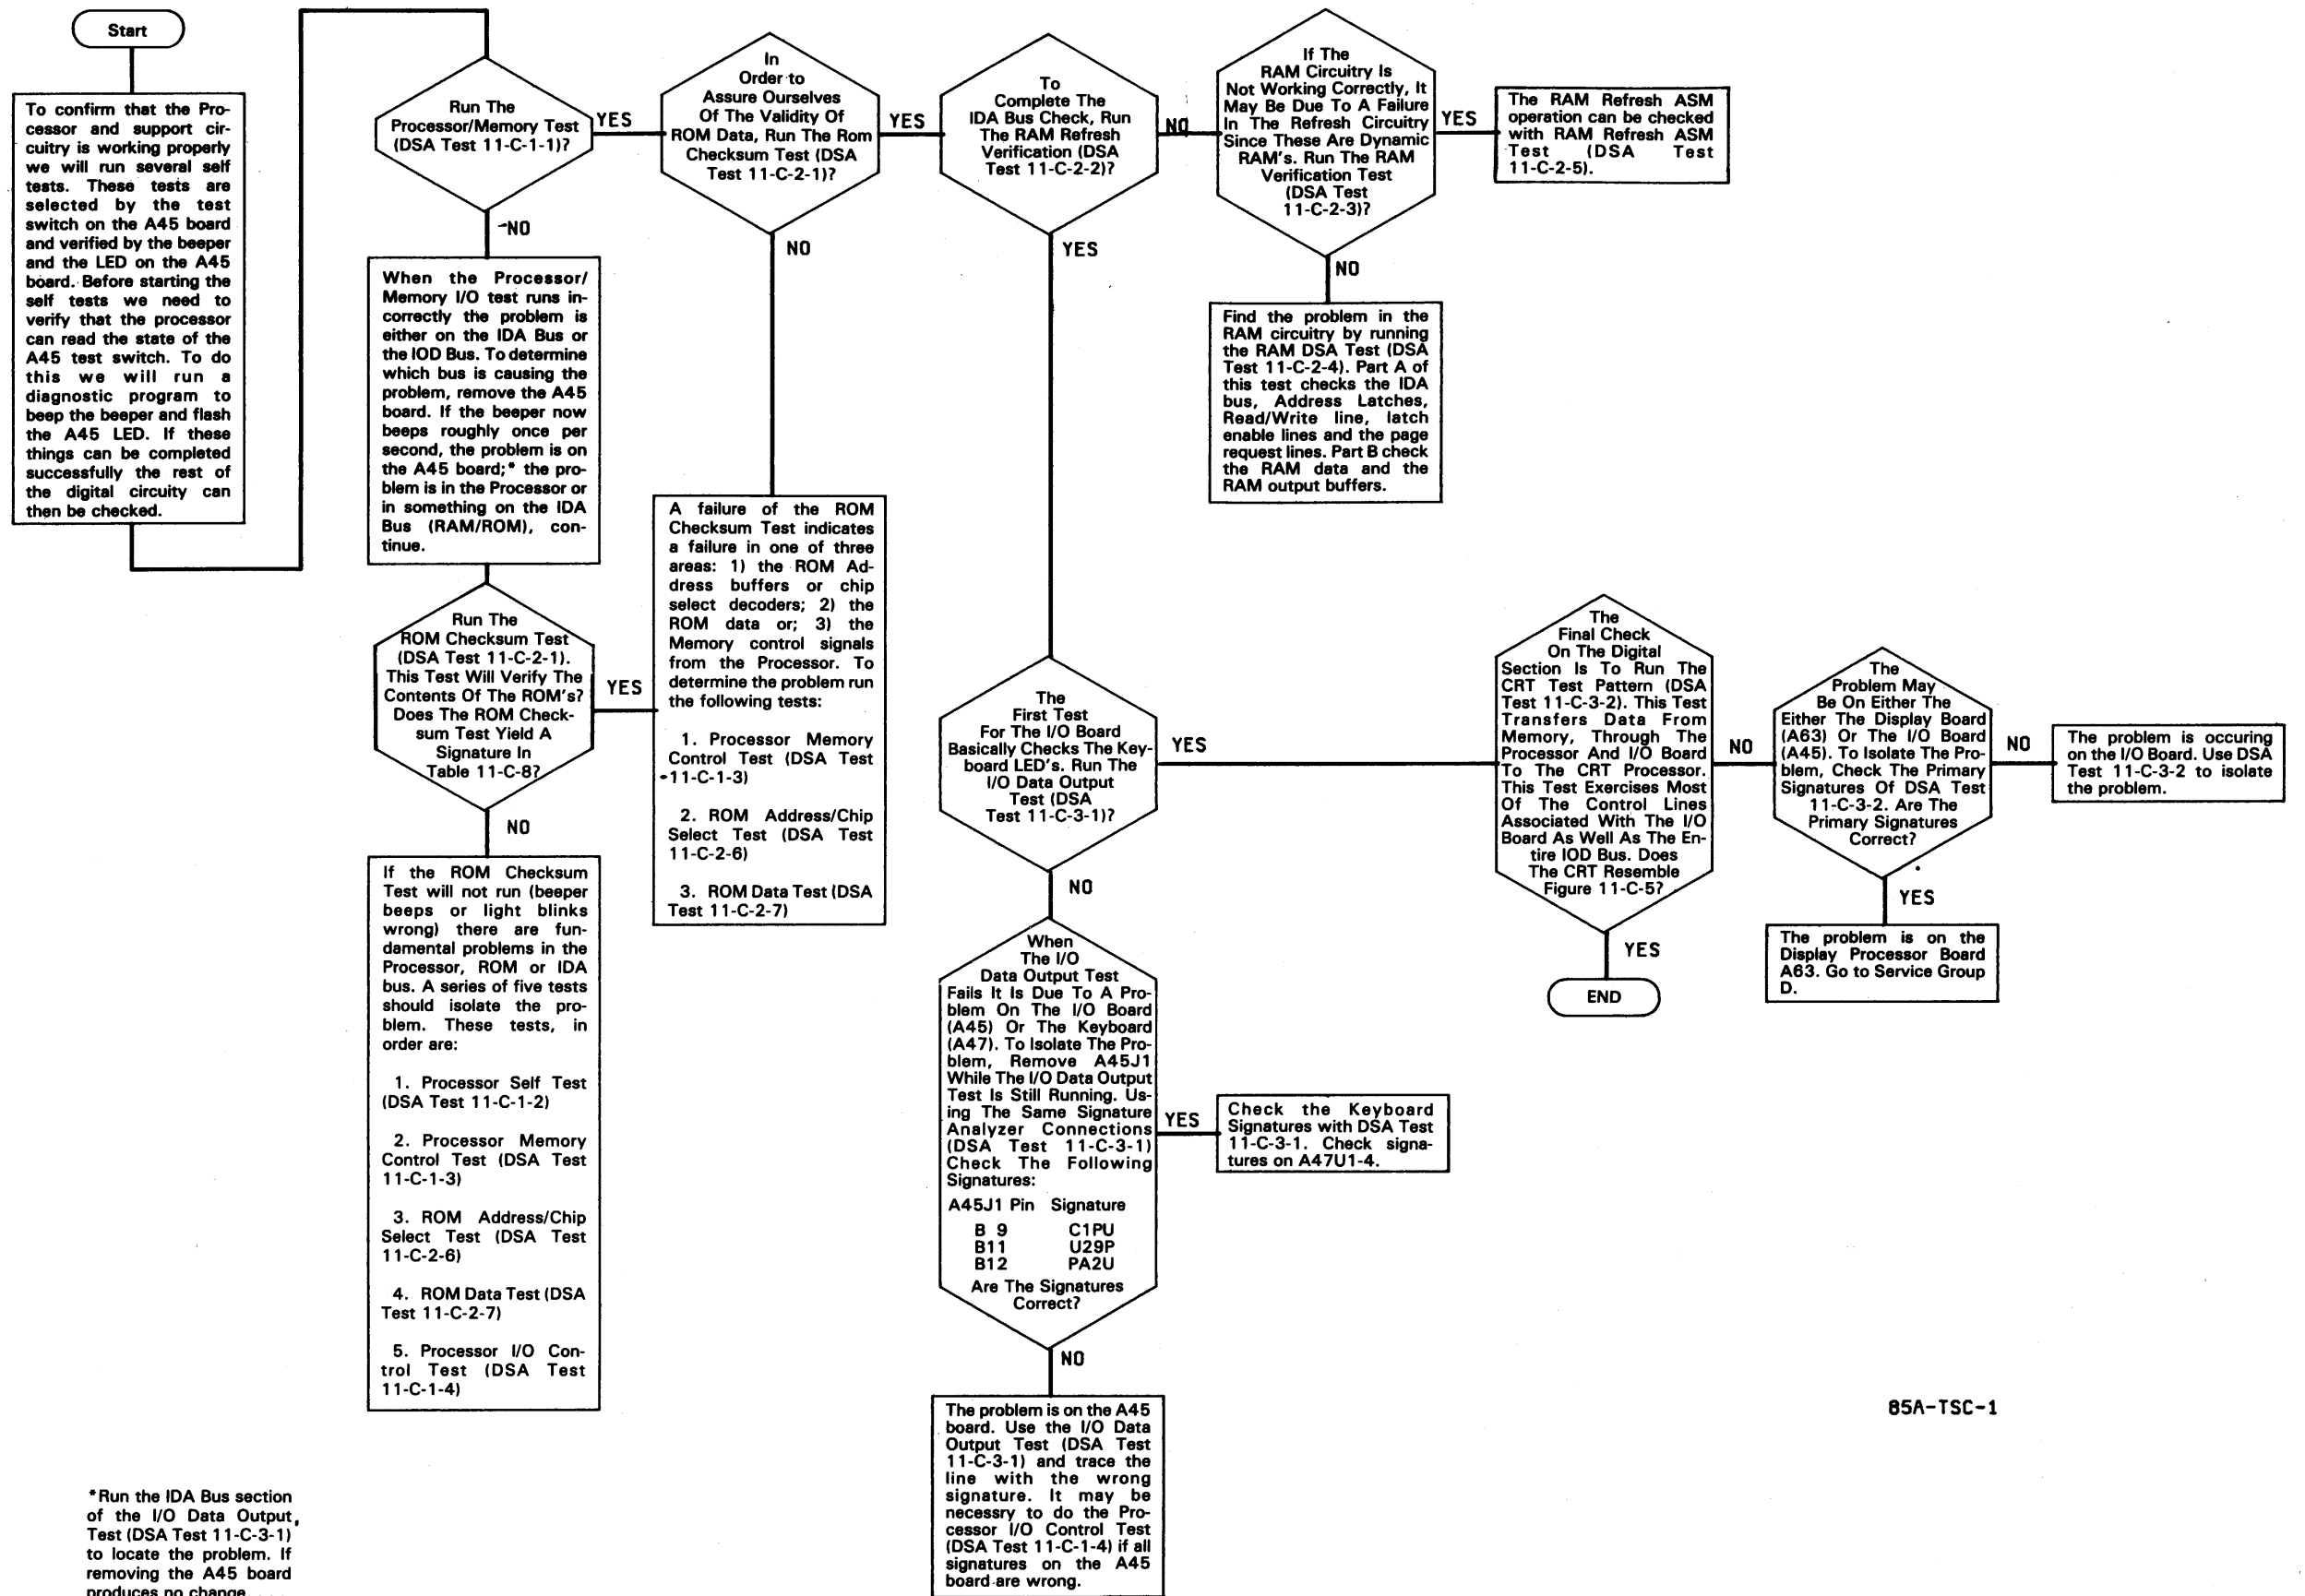 Start
To confirm that the Pro-
cessor and support cir-
cuitry is working properly
we will run several self
tests. These tests are
selected by the test
switch on the A45 board
and verified by the beeper
and the LED on the A45
board. Before starting the
self tests we need to
verify that the processor
can read the state of the
A45 test switch. To do
this we will run a
diagnostic program to
beep the beeper and flash
the A45 LED. If these
things can be completed
successfully the rest of
the digital circuity can
then be checked.
Run The
Processor/Memory Test
(DSA Test 11-C-1-1)?
YES
NO
When the Processor/
Memory I/O test runs in-
correctly the problem is
either on the IDA Bus or
the IOD Bus. To determine
which bus is causing the
problem, remove the A45
board. If the beeper now
beeps roughly once per
second, the problem is on
the A45 board;* the pro-
blem is in the Processor or
in something on the IDA
Bus (RAM/ROM), con-
tinue.
Run The
ROM Checksum Test
(DSA Test 11-C-2-1).
This Test Will Verify The
Contents Of The ROM's?
Does The ROM Check-
sum Test Yield A
Signature In
Table 11-C-8?
YES
NO
If the ROM Checksum
Test will not run (beeper
beeps or light blinks
wrong) there are fun-
damental problems in the
Processor, ROM or IDA
bus. A series of five tests
should isolate the pro-
blem. These tests, in
order are:
1. Processor Self Test
(DSA Test 11-C-1-2)
2. Processor Memory
Control Test (DSA Test
11-C-1-3)
3. ROM Address/Chip
Select Test (DSA Test
11-C-2-6)
4. ROM Data Test (DSA
Test 11-C-2-7)
5. Processor I/O Con-
trol Test (DSA Test
11-C-1-4)
In
Order to
Assure Ourselves
Of The Validity Of
ROM Data, Run The Rom
Checksum Test (DSA
Test 11-C-2-1)?
YES
NO
A failure of the ROM
Checksum Test indicates
a failure in one of three
areas: 1) the ROM Ad-
dress buffers or chip
select decoders; 2) the
ROM data or; 3) the
Memory control signals
from the Processor. To
determine the problem run
the following tests:
1. Processor Memory
Control Test (DSA Test
11-C-1-3)
2. ROM Address/Chip
Select Test (DSA Test
11-C-2-6)
3. ROM Data Test (DSA
Test 11-C-2-7)
To
Complete The
IDA Bus Check, Run
The RAM Refresh
Verification (DSA
Test 11-C-2-2)?
NO
YES
If The
RAM Circuitry Is
Not Working Correctly, It
May Be Due To A Failure
In The Refresh Circuitry
Since These Are Dynamic
RAM's. Run The RAM
Verification Test
(DSA Test
11-C-2-3)?
YES
NO
The RAM Refresh ASM
operation can be checked
with RAM Refresh ASM
Test (DSA Test
11-C-2-5).
Find the problem in the
RAM circuitry by running
the RAM DSA Test (DSA
Test 11-C-2-4). Part A of
this test checks the IDA
bus, Address Latches,
Read/Write line, latch
enable lines and the page
request lines. Part B check
the RAM data and the
RAM output buffers.
The
First Test
For The I/O Board
Basically Checks The Key-
board LED's. Run The
I/O Data Output
Test (DSA
Test 11-C-3-1)?
YES
NO
When
The I/O
Data Output Test
Fails It Is Due To A Pro-
blem On The I/O Board
(A45) Or The Keyboard
(A47). To Isolate The Pro-
blem, Remove A45J1
While The I/O Data Output
Test Is Still Running. Us-
ing The Same Signature
Analyzer Connections
(DSA Test 11-C-3-1)
Check The Following
Signatures:
A45J1 Pin Signature
B 9 C1PU
B11 U29P
B12 PA2U
Are The Signatures
Correct?
YES
NO
Check the Keyboard
Signatures with DSA Test
11-C-3-1. Check signa-
tures on A47U1-4.
The problem is on the A45
board. Use the I/O Data
Output Test (DSA Test
11-C-3-1) and trace the
line with the wrong
signature. It may be
necessry to do the Pro-
cessor I/O Control Test
(DSA Test 11-C-1-4) if all
signatures on the A45
board are wrong.
The
Final Check
On The Digital
Section Is To Run The
CRT Test Pattern (DSA
Test 11-C-3-2). This Test
Transfers Data From
Memory, Through The
Processor And I/O Board
To The CRT Processor.
This Test Exercises Most
Of The Control Lines
Associated With The I/O
Board As Well As The En-
tire IOD Bus. Does
The CRT Resemble
Figure 11-C-5?
NO
YES
END
The
Problem May
Be On Either The
Either The Display Board
(A63) Or The I/O Board
(A45). To Isolate The Pro-
blem, Check The Primary
Signatures Of DSA Test
11-C-3-2. Are The
Primary Signatures
Correct?
NO
YES
The problem is occuring
on the I/O Board. Use DSA
Test 11-C-3-2 to isolate
the problem.
The problem is on the
Display Processor Board
A63. Go to Service Group
D.
85A-TSC-1
*Run the IDA Bus section
of the I/O Data Output,
Test (DSA Test 11-C-3-1)
to locate the problem. If
removing the A45 board
produces no change, . . .